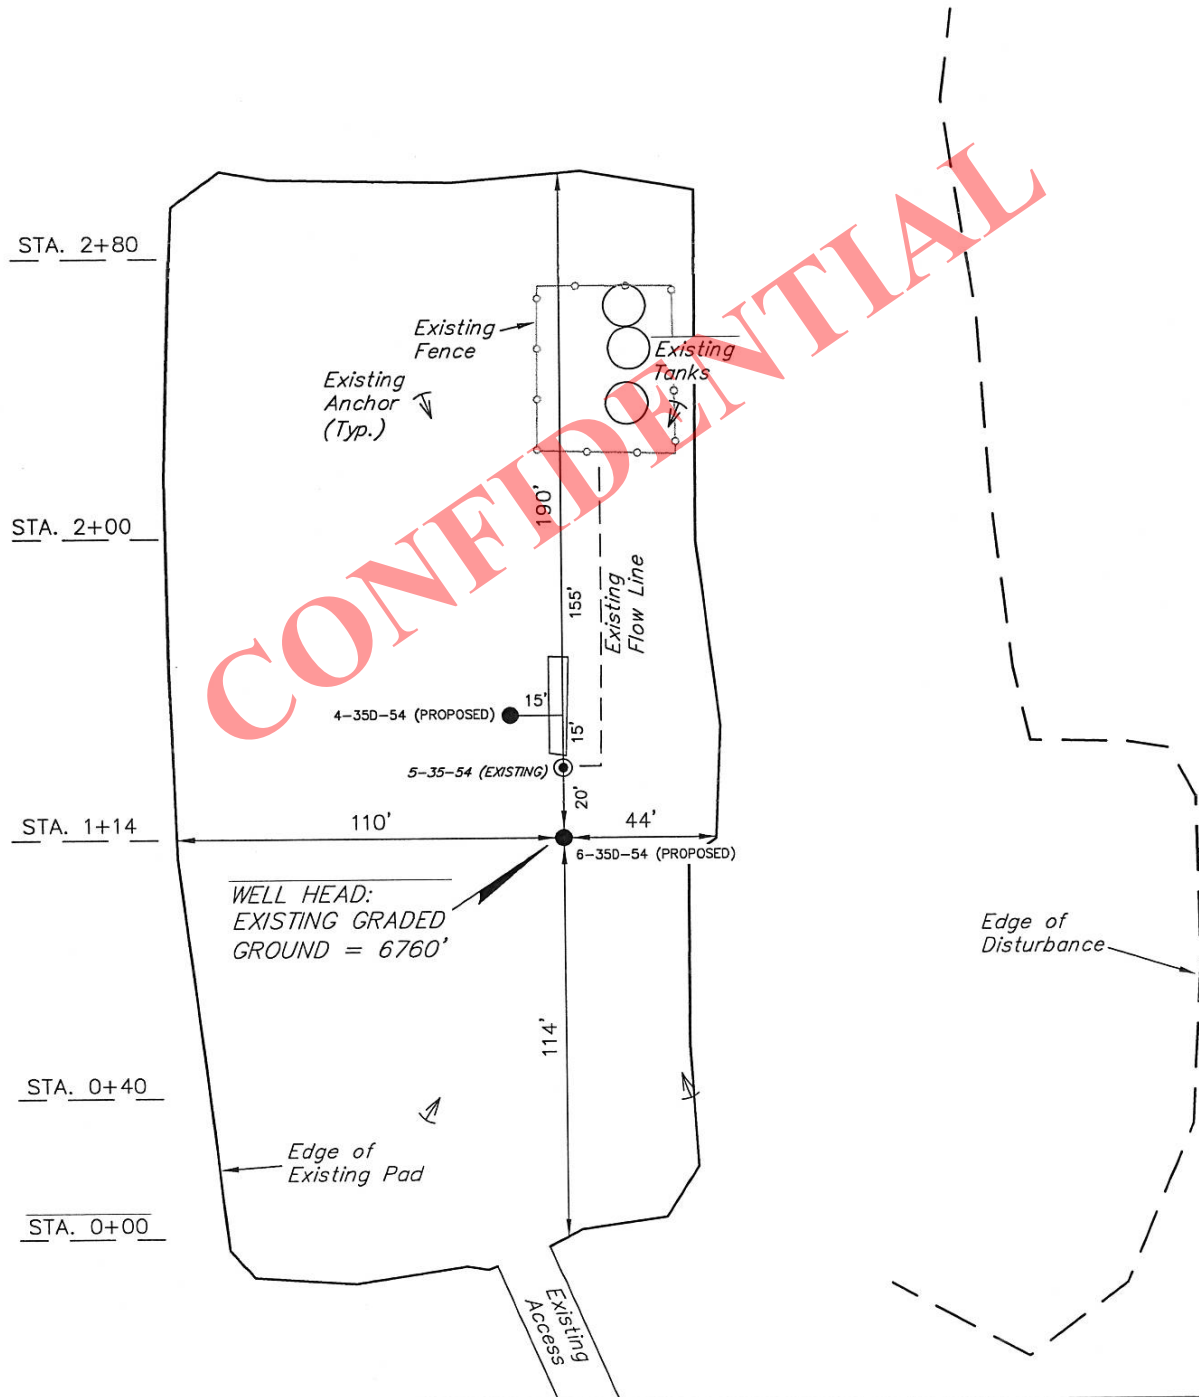 CONFIDENTIAL
STA. 2+80
Existing
Fence
Existing
Tanks
Existing
Anchor
(Typ.)
190'
STA. 2+00
155'
Existing
Flow Line
15'
4-35D-54 (PROPOSED)
15'
5-35-54 (EXISTING)
20'
STA. 1+14
110'
44'
6-35D-54 (PROPOSED)
WELL HEAD:
EXISTING GRADED
GROUND = 6760'
Edge of
Disturbance
114'
STA. 0+40
Edge of
Existing Pad
STA. 0+00
Existing
Access